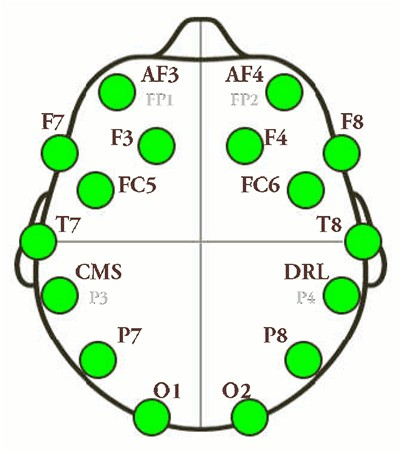 AF3 AF4
FP1 FP2
F7 F8
F3 F4
FC5 FC6
T7 T8
CMS DRL
P3 P4
P7 P8
O1 O2